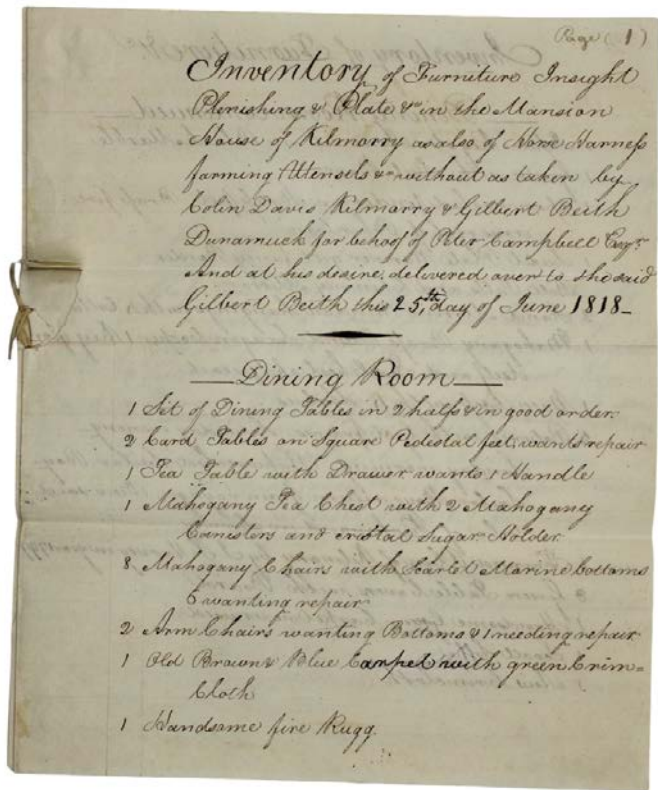 Page (1)
Inventory of Furniture Insight
Plenishing & Plate &c in the Mansion
House of Kilmorry as also of Horse Harness
farming Uttensels &c without as taken by
Colin Davis Kilmorry & Gilbert Beith
Dunamuck for behoof of Peter Campbell Esqr.
And at his desire, delivered over to the said
Gilbert Beith this 25th day of June 1818 –
— Dining Room —
1 Sit of Dining Tables in 2 halfs & in good order.
2 Card Tables on Square Pedestal feet, wants repair
1 Tea Table with Drawer wants 1 Handle
1 Mahogany Tea Chest with 2 Mahogany
Canisters and cristal Sugar Holder.
8 Mahogany Chairs with Scarlet Marine bottoms
6 wanting repair
2 Arm Chairs wanting Bottoms & 1 needing repair
1 Old Brown & Blue Carpet with green Crim=
Cloth
1 Handsome fire Rugg.